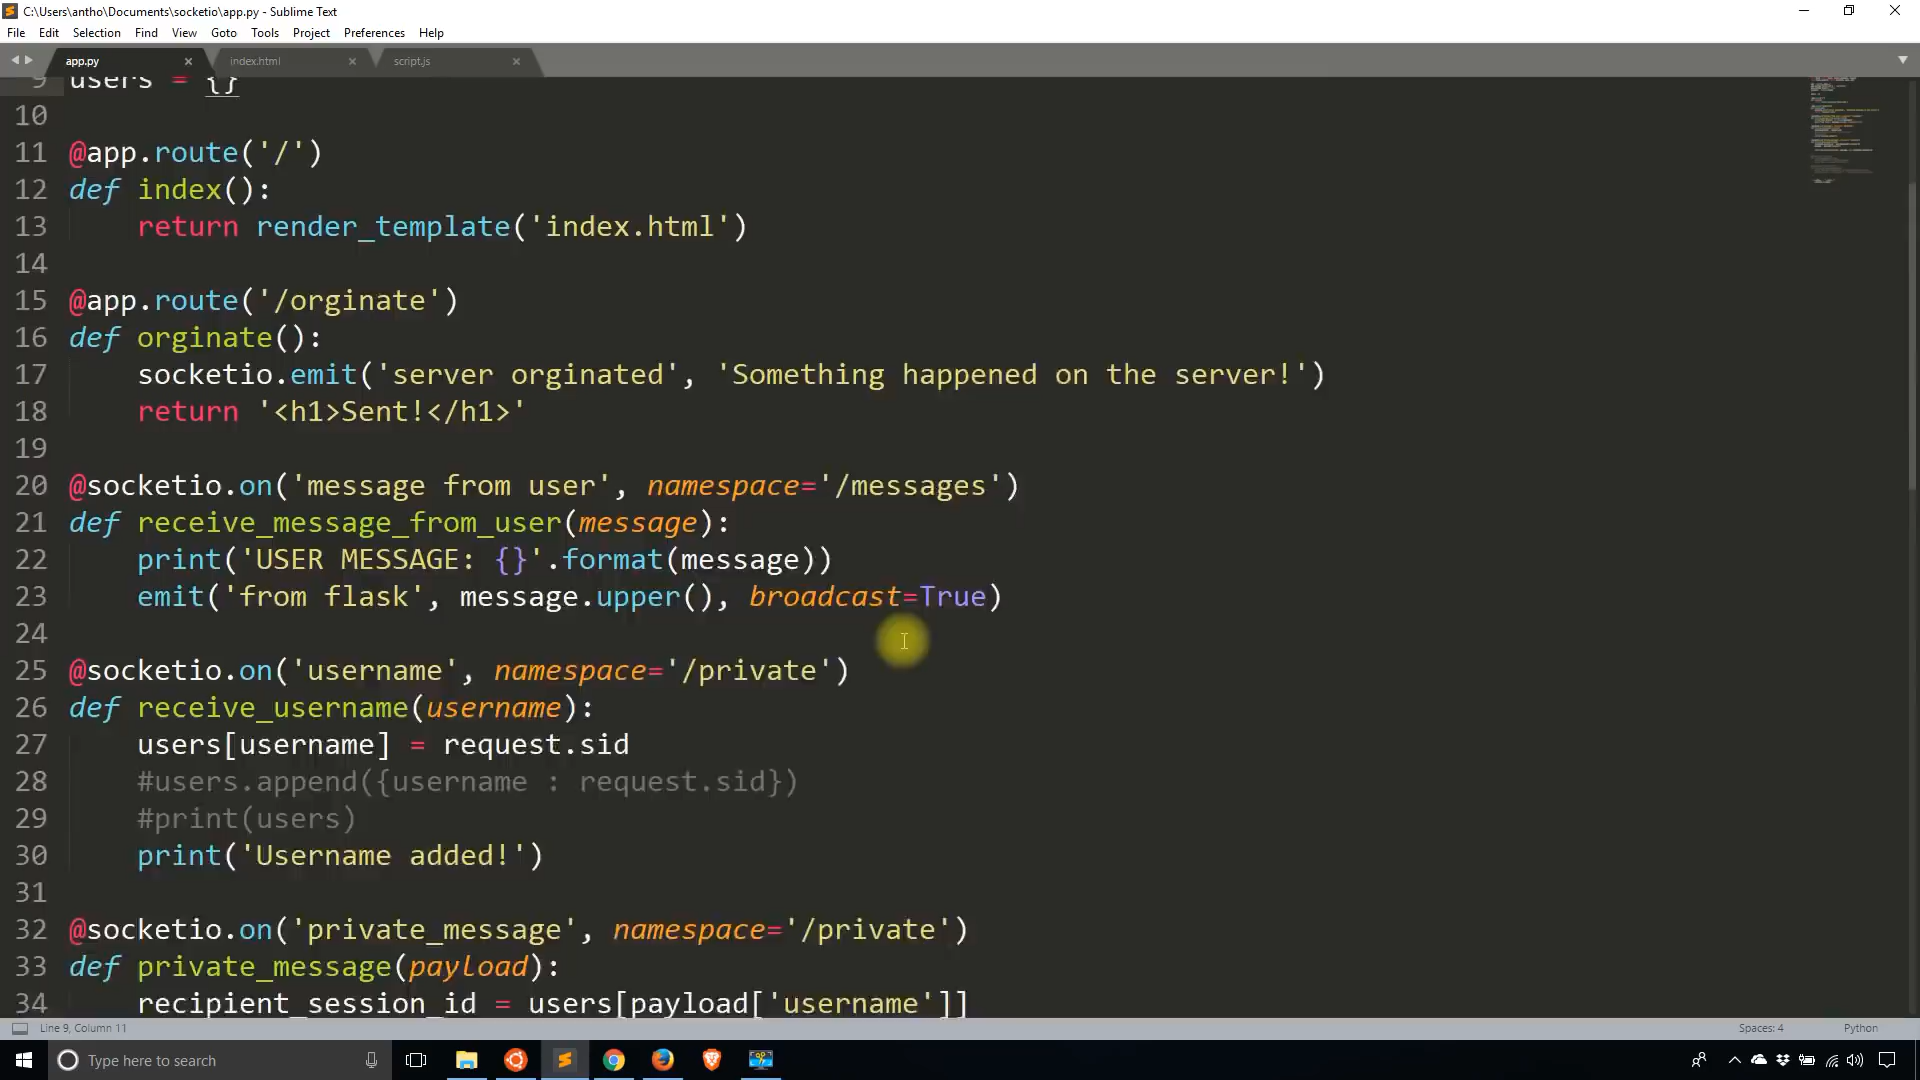 C:\Users\antho\Documents\socketio\app.py - Sublime Text
File Edit Selection Find View Goto Tools Project Preferences Help
app.py × index.html × script.js ×
9 users = {}
10
11 @app.route('/')
12 def index():
13     return render_template('index.html')
14
15 @app.route('/orginate')
16 def orginate():
17     socketio.emit('server orginated', 'Something happened on the server!')
18     return '<h1>Sent!</h1>'
19
20 @socketio.on('message from user', namespace='/messages')
21 def receive_message_from_user(message):
22     print('USER MESSAGE: {}'.format(message))
23     emit('from flask', message.upper(), broadcast=True)
24
25 @socketio.on('username', namespace='/private')
26 def receive_username(username):
27     users[username] = request.sid
28     #users.append({username : request.sid})
29     #print(users)
30     print('Username added!')
31
32 @socketio.on('private_message', namespace='/private')
33 def private_message(payload):
34     recipient_session_id = users[payload['username']]
Line 9, Column 11 Spaces: 4 Python
Type here to search